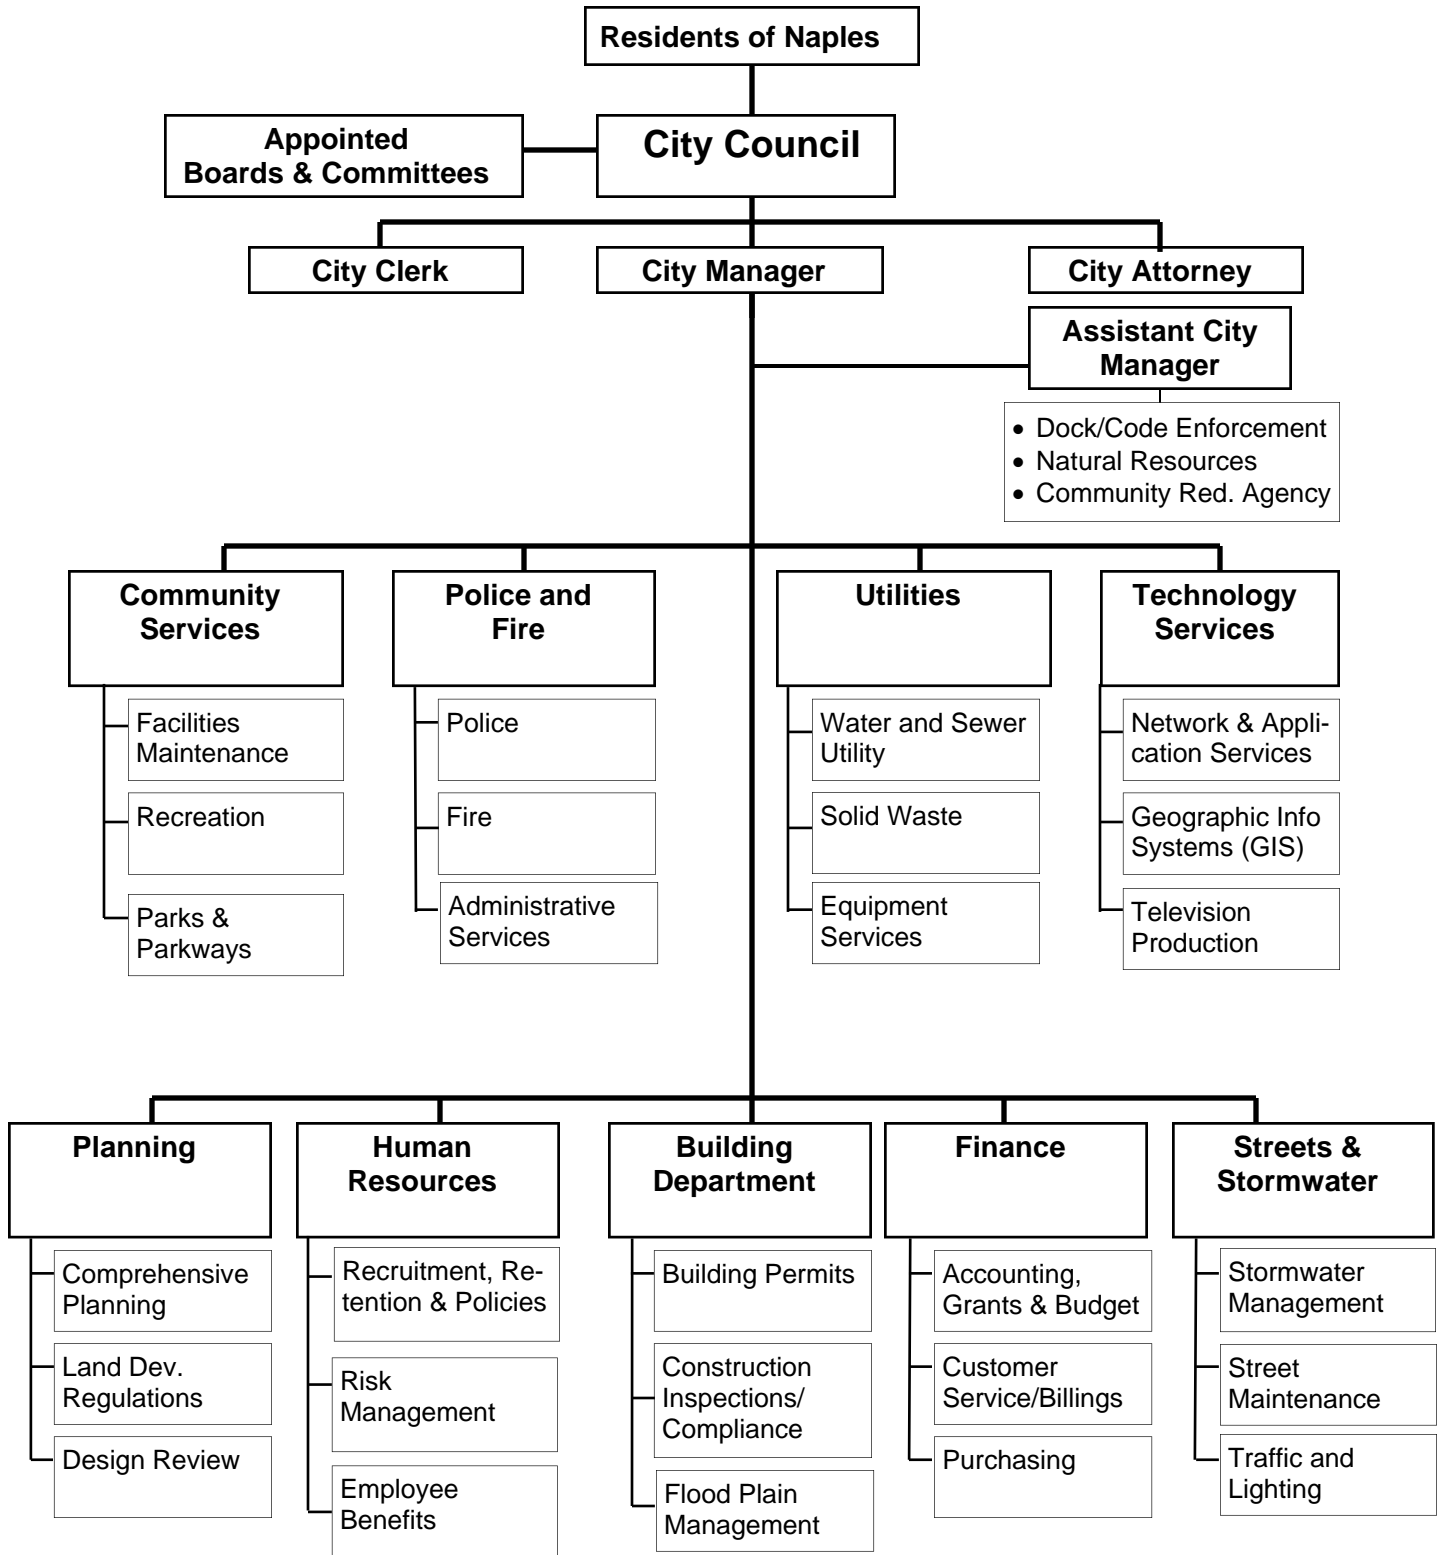 Residents of Naples
Appointed
Boards & Committees
City Council
City Clerk
City Manager
City Attorney
Assistant City
Manager
• Dock/Code Enforcement
• Natural Resources
• Community Red. Agency
Community
Services
Facilities
Maintenance
Recreation
Parks &
Parkways
Police and
Fire
Police
Fire
Administrative
Services
Utilities
Water and Sewer
Utility
Solid Waste
Equipment
Services
Technology
Services
Network & Appli-
cation Services
Geographic Info
Systems (GIS)
Television
Production
Planning
Comprehensive
Planning
Land Dev.
Regulations
Design Review
Human
Resources
Recruitment, Re-
tention & Policies
Risk
Management
Employee
Benefits
Building
Department
Building Permits
Construction
Inspections/
Compliance
Flood Plain
Management
Finance
Accounting,
Grants & Budget
Customer
Service/Billings
Purchasing
Streets &
Stormwater
Stormwater
Management
Street
Maintenance
Traffic and
Lighting